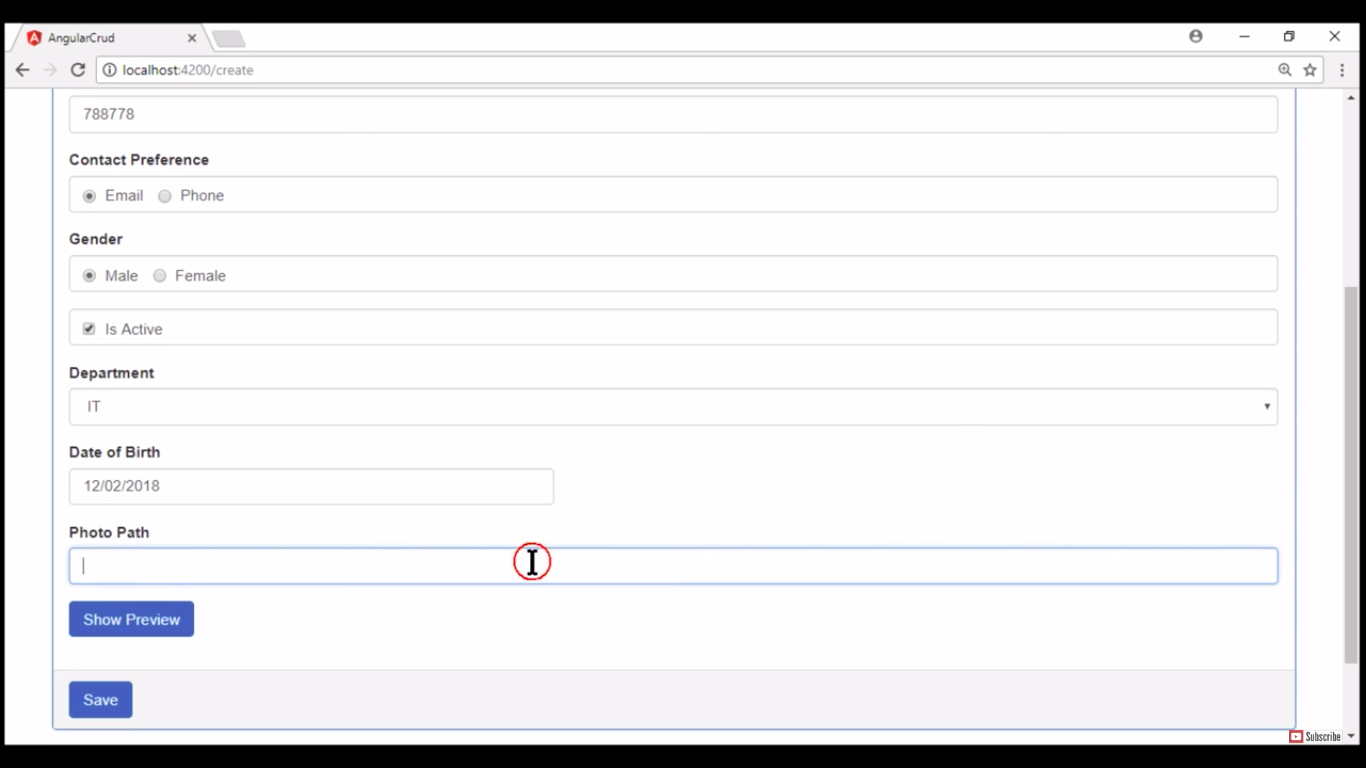 AngularCrud
localhost:4200/create
788778
Contact Preference
Email Phone
Gender
Male Female
Is Active
Department
IT
Date of Birth
12/02/2018
Photo Path
Show Preview
Save
Subscribe